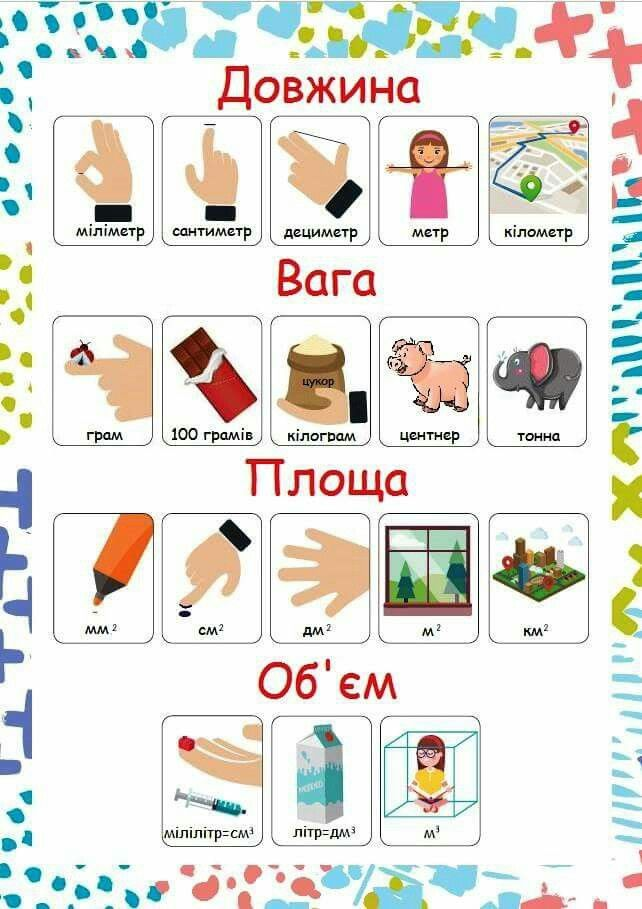 Довжина
міліметр
сантиметр
дециметр
метр
кілометр
Вага
цукор
грам
100 грамів
кілограм
центнер
тонна
Площа
мм²
см²
дм²
м²
км²
Об'єм
мілілітр=см³
літр=дм³
м³